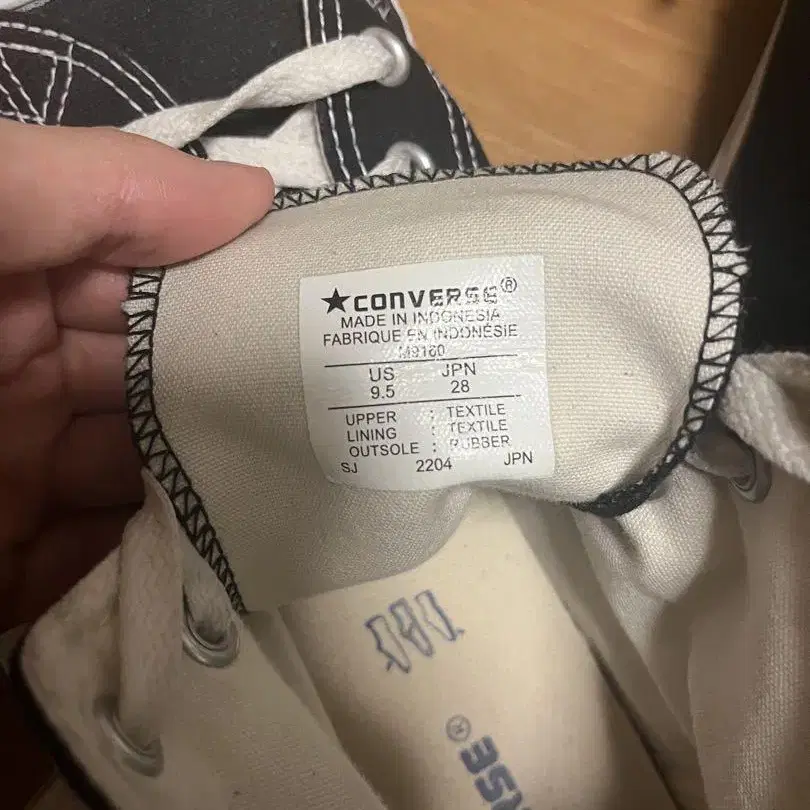 ★CONVERSE®
MADE IN INDONESIA
FABRIQUE EN INDONÉSIE
M9160
US JPN
9.5 28
UPPER : TEXTILE
LINING : TEXTILE
OUTSOLE : RUBBER
SJ 2204 JPN
RSE®